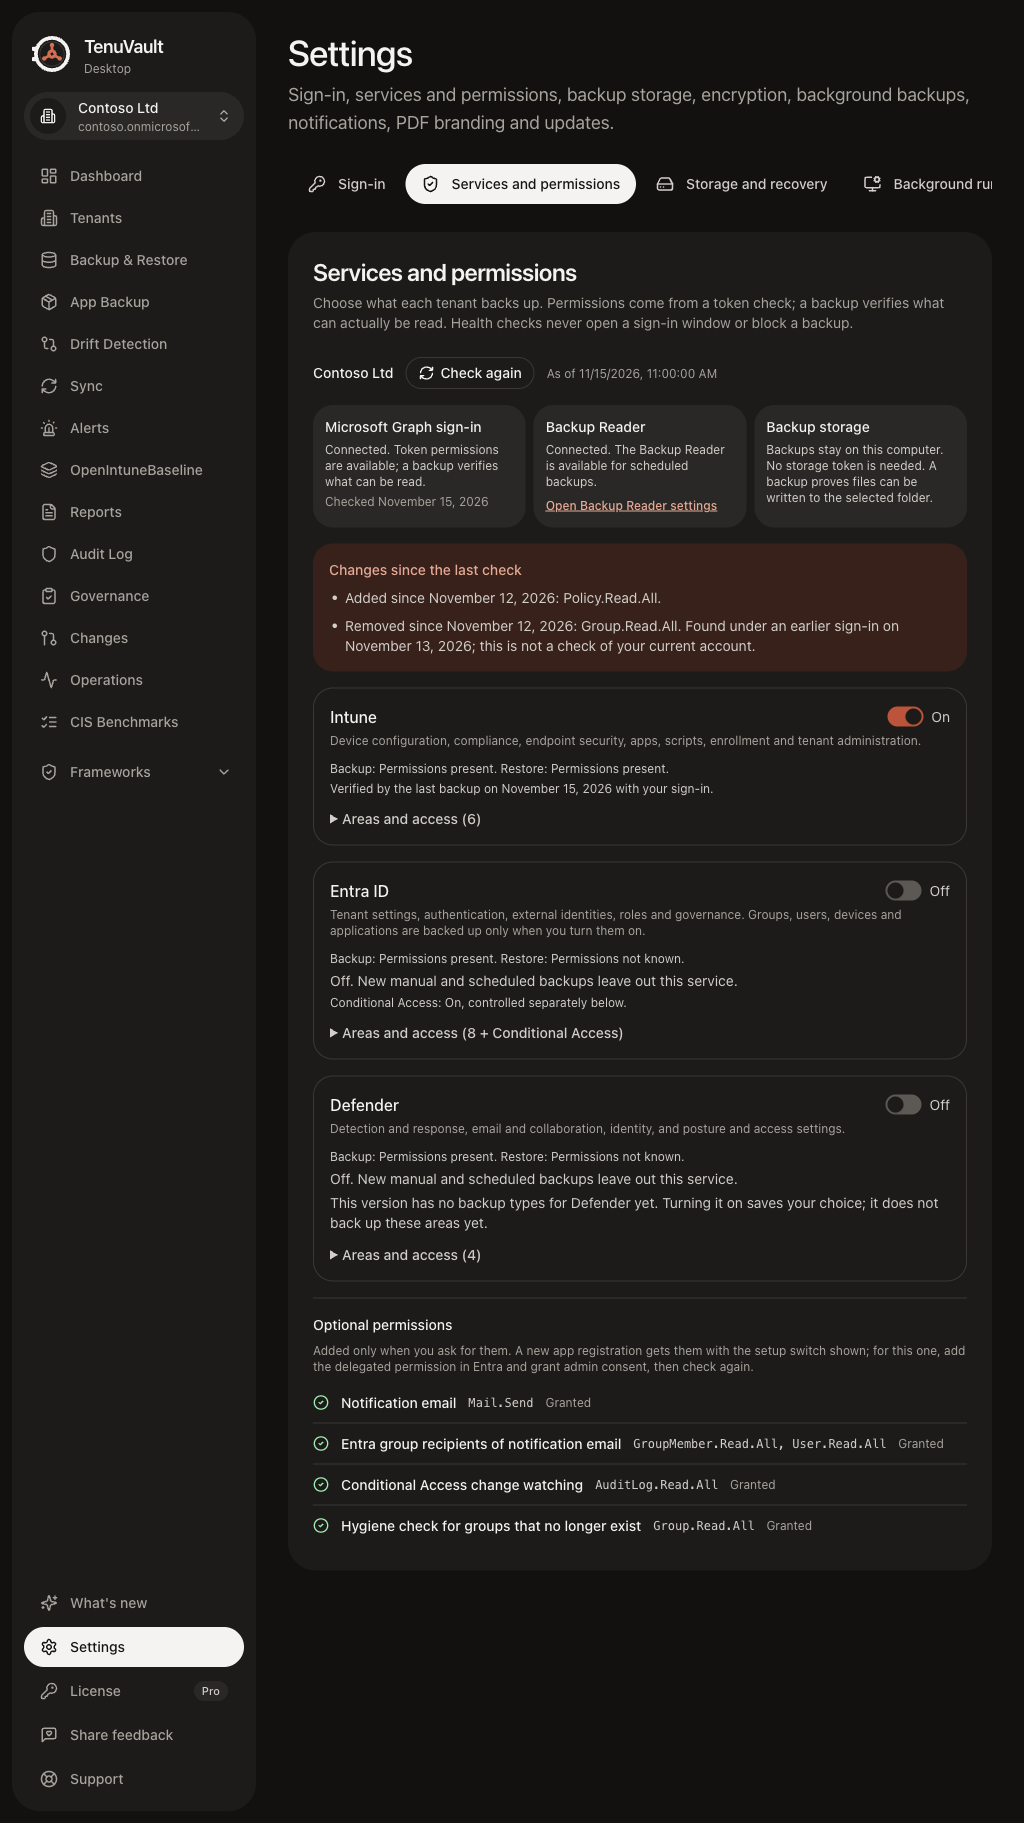 TenuVault
Desktop
Contoso Ltd
contoso.onmicrosof...
Dashboard
Tenants
Backup & Restore
App Backup
Drift Detection
Sync
Alerts
OpenIntuneBaseline
Reports
Audit Log
Governance
Changes
Operations
CIS Benchmarks
Frameworks
What's new
Settings
License
Pro
Share feedback
Support
Settings
Sign-in, services and permissions, backup storage, encryption, background backups,
notifications, PDF branding and updates.
Sign-in
Services and permissions
Storage and recovery
Background ru
Services and permissions
Choose what each tenant backs up. Permissions come from a token check; a backup verifies what
can actually be read. Health checks never open a sign-in window or block a backup.
Contoso Ltd
Check again
As of 11/15/2026, 11:00:00 AM
Microsoft Graph sign-in
Connected. Token permissions
are available; a backup verifies
what can be read.
Checked November 15, 2026
Backup Reader
Connected. The Backup Reader
is available for scheduled
backups.
Open Backup Reader settings
Backup storage
Backups stay on this computer.
No storage token is needed. A
backup proves files can be
written to the selected folder.
Changes since the last check
• Added since November 12, 2026: Policy.Read.All.
• Removed since November 12, 2026: Group.Read.All. Found under an earlier sign-in on
November 13, 2026; this is not a check of your current account.
Intune
On
Device configuration, compliance, endpoint security, apps, scripts, enrollment and tenant administration.
Backup: Permissions present. Restore: Permissions present.
Verified by the last backup on November 15, 2026 with your sign-in.
Areas and access (6)
Entra ID
Off
Tenant settings, authentication, external identities, roles and governance. Groups, users, devices and
applications are backed up only when you turn them on.
Backup: Permissions present. Restore: Permissions not known.
Off. New manual and scheduled backups leave out this service.
Conditional Access: On, controlled separately below.
Areas and access (8 + Conditional Access)
Defender
Off
Detection and response, email and collaboration, identity, and posture and access settings.
Backup: Permissions present. Restore: Permissions not known.
Off. New manual and scheduled backups leave out this service.
This version has no backup types for Defender yet. Turning it on saves your choice; it does not
back up these areas yet.
Areas and access (4)
Optional permissions
Added only when you ask for them. A new app registration gets them with the setup switch shown; for this one, add
the delegated permission in Entra and grant admin consent, then check again.
Notification email Mail.Send Granted
Entra group recipients of notification email GroupMember.Read.All, User.Read.All Granted
Conditional Access change watching AuditLog.Read.All Granted
Hygiene check for groups that no longer exist Group.Read.All Granted